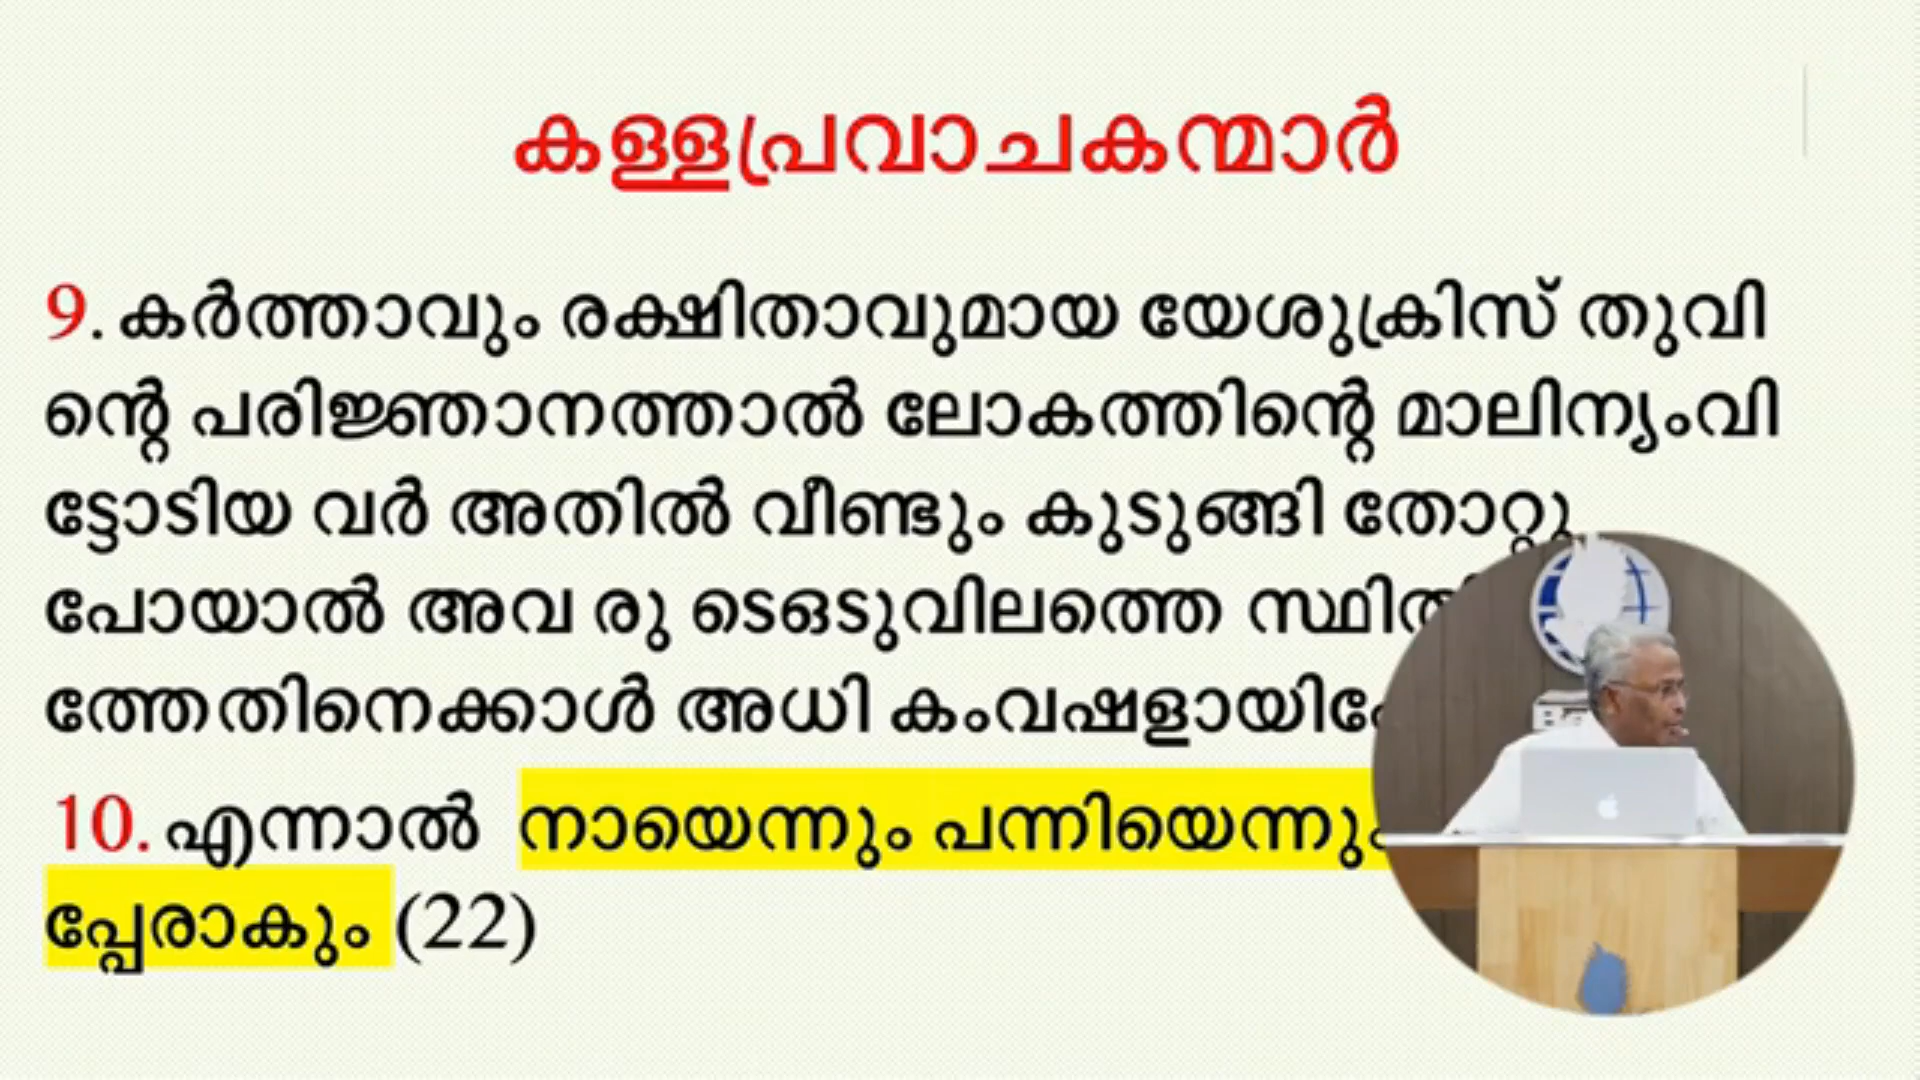 കള്ളപ്രവാചകന്മാർ
9. കർത്താവും രക്ഷിതാവുമായ യേശുക്രിസ് തുവി
ന്റെ പരിജ്ഞാനത്താൽ ലോകത്തിന്റെ മാലിന്യംവി
ട്ടോടിയ വർ അതിൽ വീണ്ടും കുടുങ്ങി തോറ്റു
പോയാൽ അവ രു ടെഒടുവിലത്തെ
ത്തേതിനെക്കാൾ അധി
10. എന്നാൽ നായെന്നും പന്നിയെന്നും
പ്പേരാകും (22)